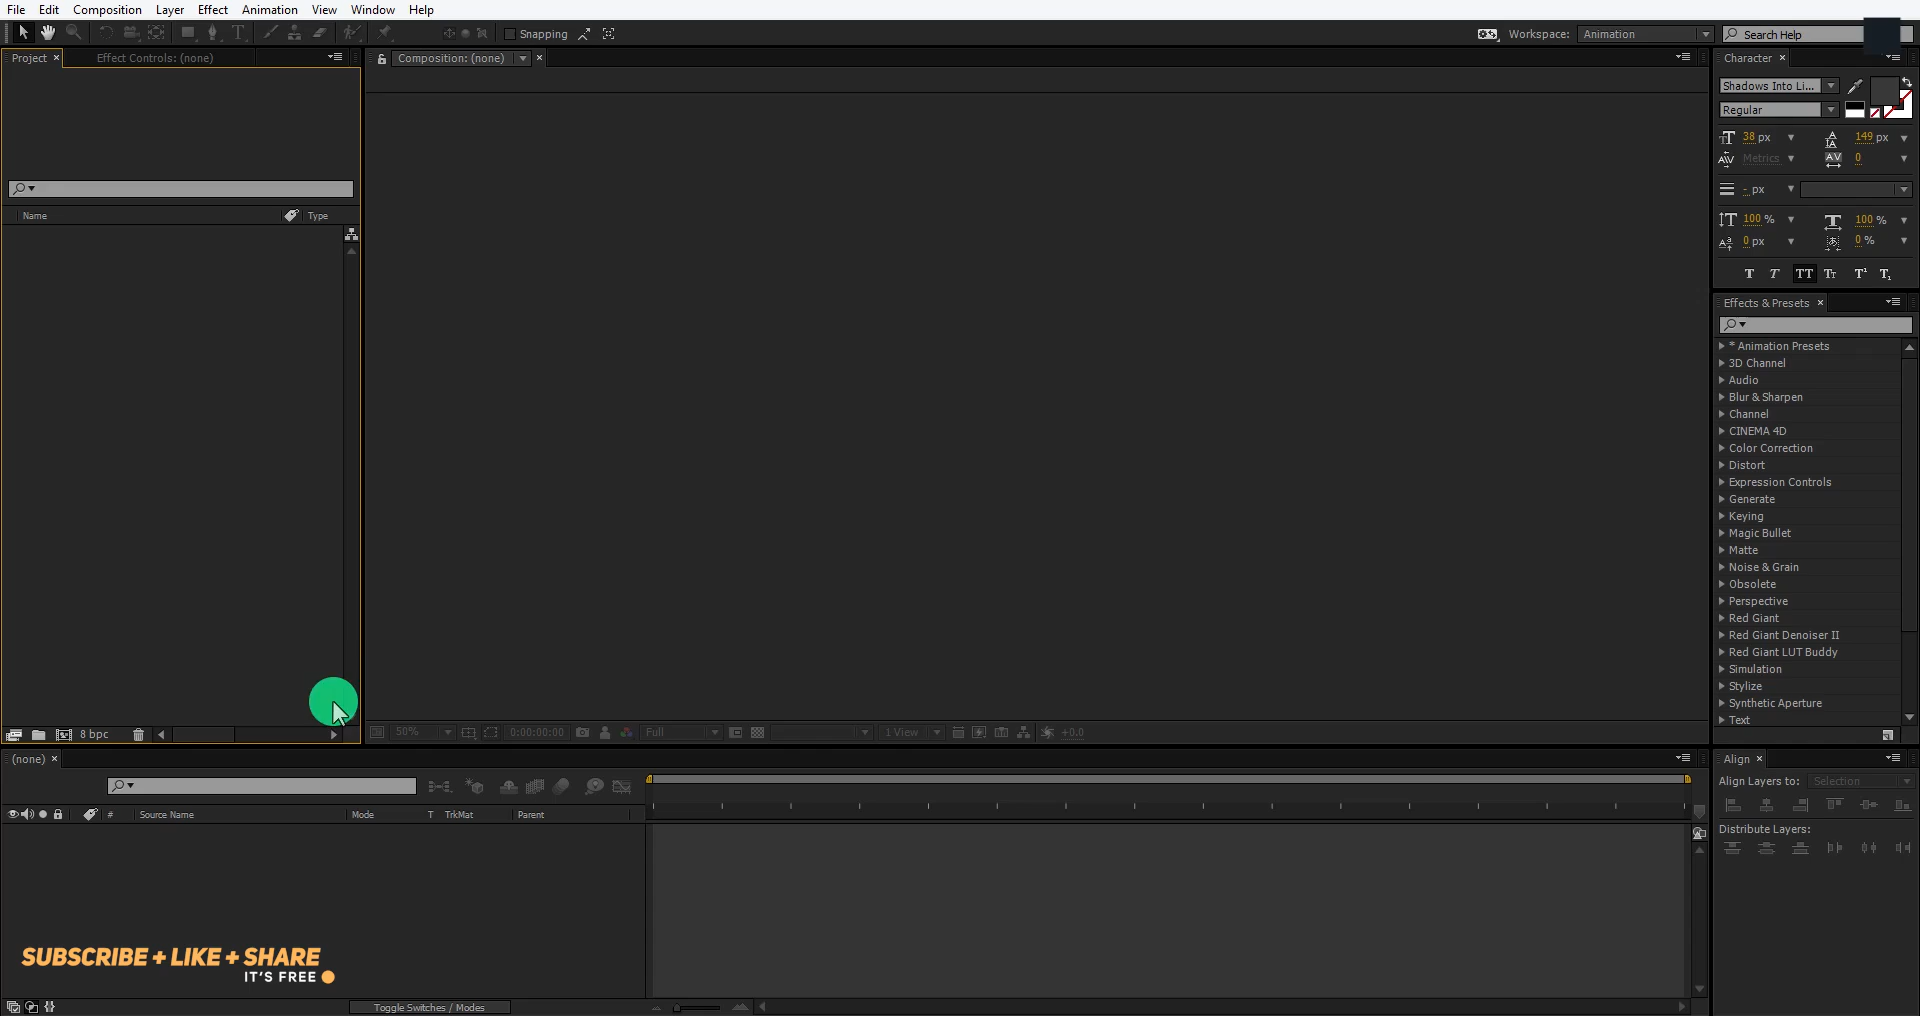 File Edit Composition Layer Effect Animation View Window Help
Snapping
Workspace: Animation
Search Help
Project
Effect Controls: (none)
Composition: (none)
Character
Shadows Into Li...
Regular
38 px
149 px
Metrics
0
- px
100 %
100 %
0 px
0 %
T T TT Tт T¹ T₁
Name
Type
Effects & Presets
* Animation Presets
3D Channel
Audio
Blur & Sharpen
Channel
CINEMA 4D
Color Correction
Distort
Expression Controls
Generate
Keying
Magic Bullet
Matte
Noise & Grain
Obsolete
Perspective
Red Giant
Red Giant Denoiser II
Red Giant LUT Buddy
Simulation
Stylize
Synthetic Aperture
Text
8 bpc
50%
0:00:00:00
Full
1 View
+0.0
(none)
# Source Name Mode T TrkMat Parent
Align
Align Layers to: Selection
Distribute Layers:
SUBSCRIBE + LIKE + SHARE
IT'S FREE
Toggle Switches / Modes